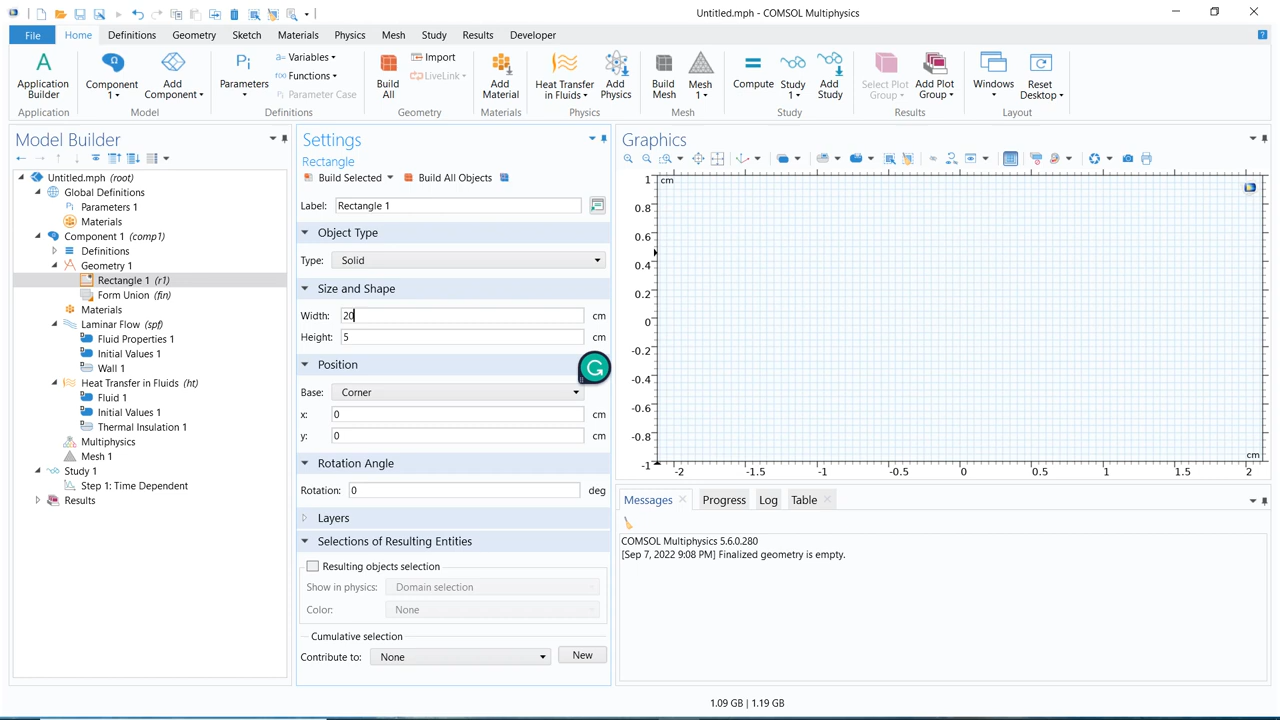 Untitled.mph - COMSOL Multiphysics
File Home Definitions Geometry Sketch Materials Physics Mesh Study Results Developer
Application Builder
Application
Component 1
Add Component
Model
Parameters
Variables
Functions
Parameter Case
Definitions
Build All
Import
LiveLink
Geometry
Add Material
Materials
Heat Transfer in Fluids
Add Physics
Physics
Build Mesh
Mesh 1
Mesh
Compute
Study 1
Add Study
Study
Select Plot Group
Add Plot Group
Results
Windows
Reset Desktop
Layout
Model Builder
Untitled.mph (root)
Global Definitions
Pi Parameters 1
Materials
Component 1 (comp1)
Definitions
Geometry 1
Rectangle 1 (r1)
Form Union (fin)
Materials
Laminar Flow (spf)
Fluid Properties 1
Initial Values 1
Wall 1
Heat Transfer in Fluids (ht)
Fluid 1
Initial Values 1
Thermal Insulation 1
Multiphysics
Mesh 1
Study 1
Step 1: Time Dependent
Results
Settings
Rectangle
Build Selected Build All Objects
Label: Rectangle 1
Object Type
Type: Solid
Size and Shape
Width: 20 cm
Height: 5 cm
Position
Base: Corner
x: 0 cm
y: 0 cm
Rotation Angle
Rotation: 0 deg
Layers
Selections of Resulting Entities
Resulting objects selection
Show in physics: Domain selection
Color: None
Cumulative selection
Contribute to: None New
Graphics
cm
1
0.8
0.6
0.4
0.2
0
-0.2
-0.4
-0.6
-0.8
-1
cm
-2 -1.5 -1 -0.5 0 0.5 1 1.5 2
Messages Progress Log Table
COMSOL Multiphysics 5.6.0.280
[Sep 7, 2022 9:08 PM] Finalized geometry is empty.
1.09 GB | 1.19 GB